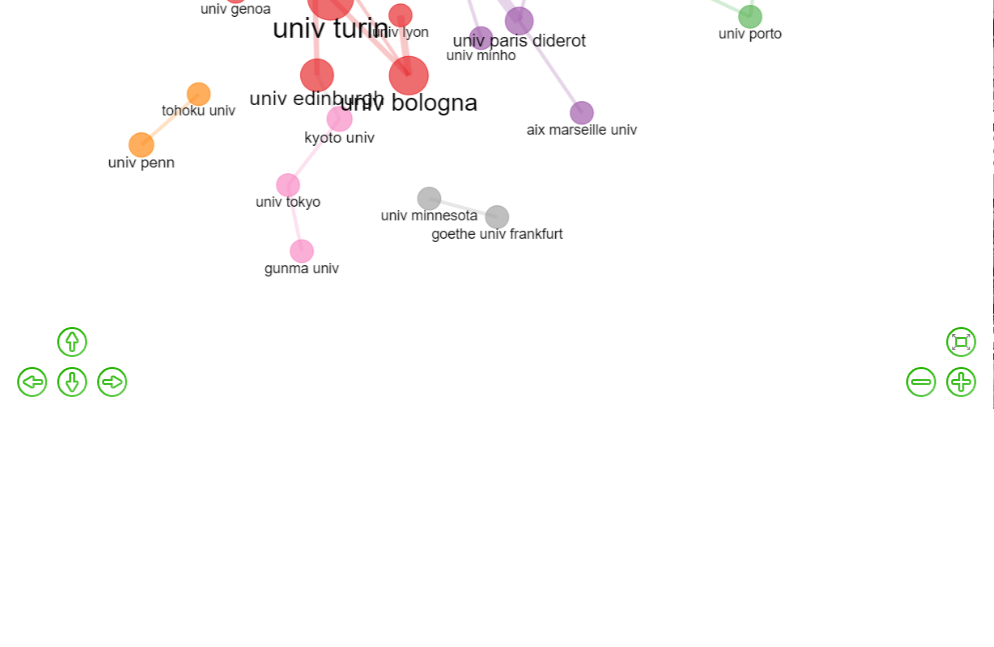 univ genoa
univ turin
univ lyon
univ paris diderot
univ minho
univ porto
univ edinburgh
univ bologna
tohoku univ
aix marseille univ
kyoto univ
univ penn
univ tokyo
univ minnesota
goethe univ frankfurt
gunma univ